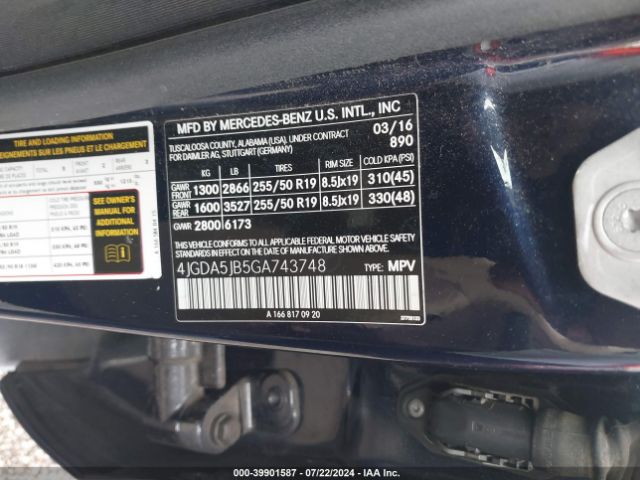 TIRE AND LOADING INFORMATION
SEE OWNER'S
MANUAL FOR
ADDITIONAL
INFORMATION
MFD BY MERCEDES-BENZ U.S. INTL., INC
TUSCALOOSA COUNTY, ALABAMA (USA), UNDER CONTRACT
FOR DAIMLER AG, STUTTGART (GERMANY)
03/16
890
KG LB TIRES RIM SIZE COLD KPA (PSI)
GAWR FRONT 1300 2866 255/50 R19 8.5Jx19 310(45)
GAWR REAR 1600 3527 255/50 R19 8.5Jx19 330(48)
GVWR 2800 6173
THIS VEHICLE CONFORMS TO ALL APPLICABLE U.S. FEDERAL MOTOR
VEHICLE SAFETY, BUMPER, AND THEFT PREVENTION STANDARDS
IN EFFECT ON THE DATE OF MANUFACTURE SHOWN ABOVE.
4JGDA5JB5GA743748 TYPE: MPV
A 166 817 09 20
000-39901587 / 07/22/2024 / IAA Inc.